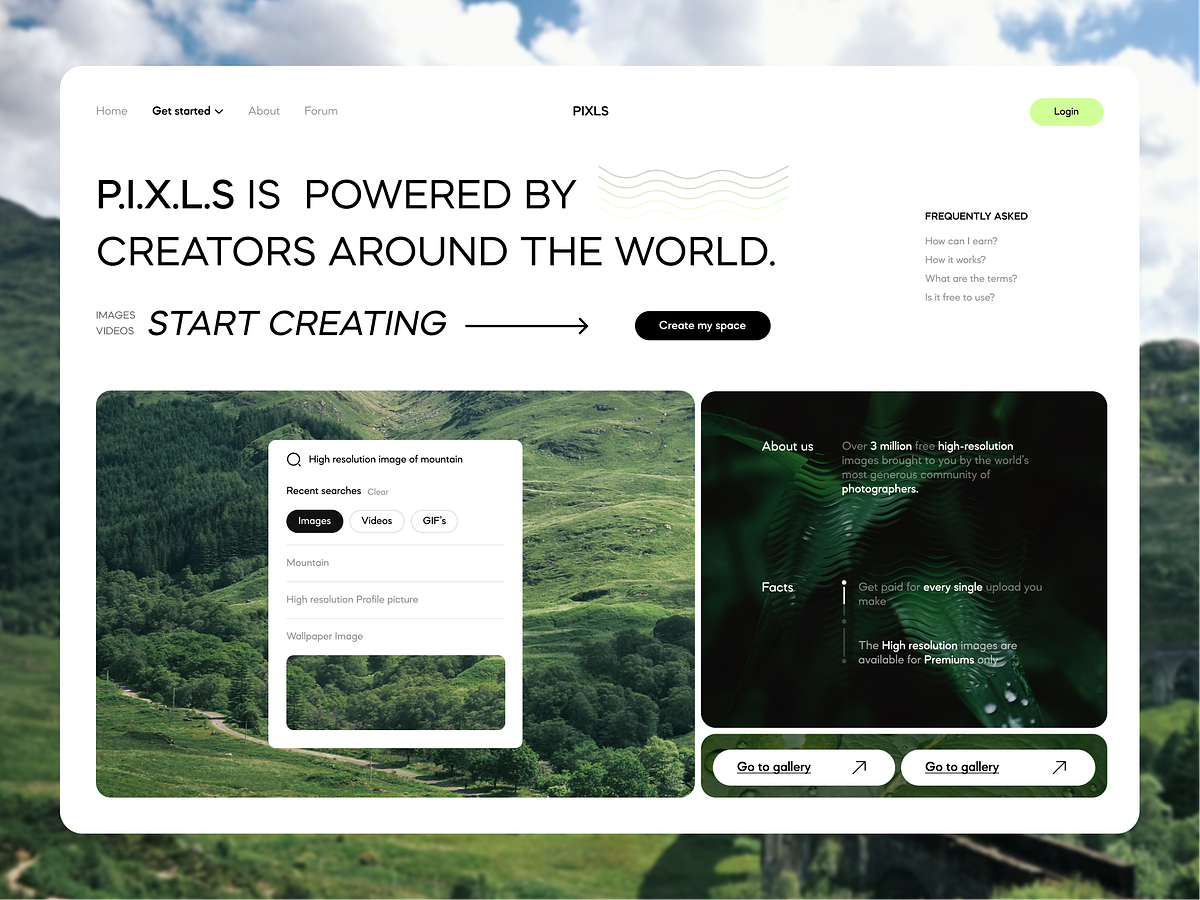 Home Get started About Forum
PIXLS
Login
P.I.X.L.S IS POWERED BY
CREATORS AROUND THE WORLD.
IMAGES
VIDEOS
START CREATING
Create my space
FREQUENTLY ASKED
How can I earn?
How it works?
What are the terms?
Is it free to use?
High resolution image of mountain
Recent searches Clear
Images Videos GIF's
Mountain
High resolution Profile picture
Wallpaper Image
About us
Over 3 million free high-resolution
images brought to you by the world's
most generous community of
photographers.
Facts
Get paid for every single upload you
make
The High resolution images are
available for Premiums only
Go to gallery
Go to gallery